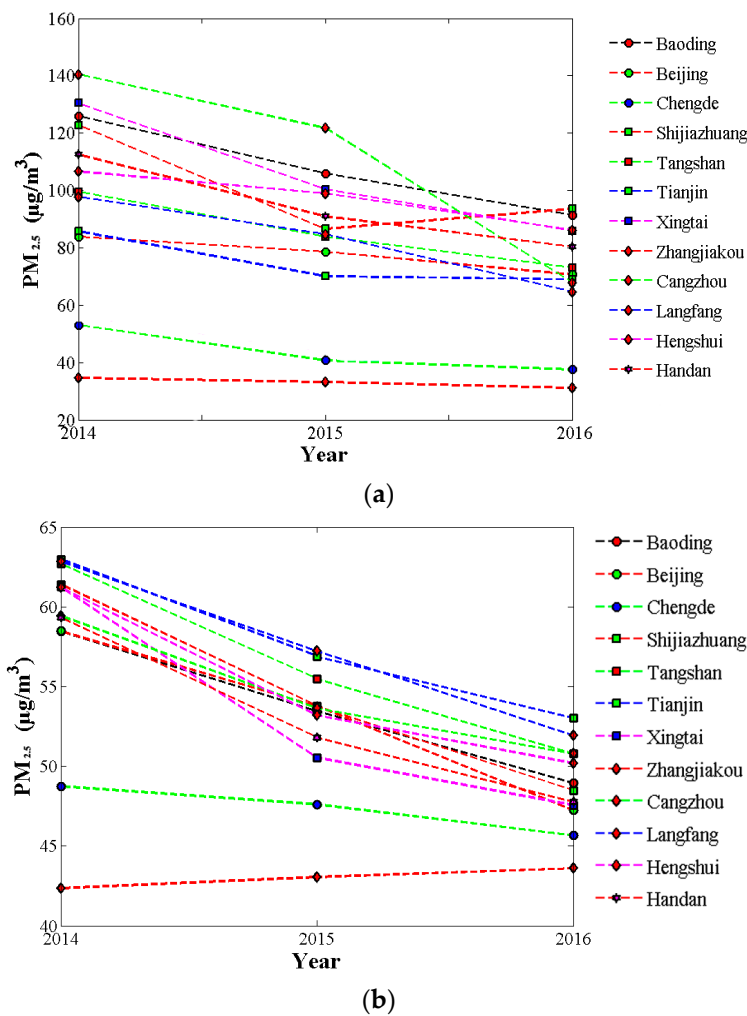 160
140
120
100
80
60
40
20
PM2.5 (µg/m3)
2014 2015 2016
Year
Baoding
Beijing
Chengde
Shijiazhuang
Tangshan
Tianjin
Xingtai
Zhangjiakou
Cangzhou
Langfang
Hengshui
Handan
(a)
65
60
55
50
45
40
PM2.5 (µg/m3)
2014 2015 2016
Year
Baoding
Beijing
Chengde
Shijiazhuang
Tangshan
Tianjin
Xingtai
Zhangjiakou
Cangzhou
Langfang
Hengshui
Handan
(b)